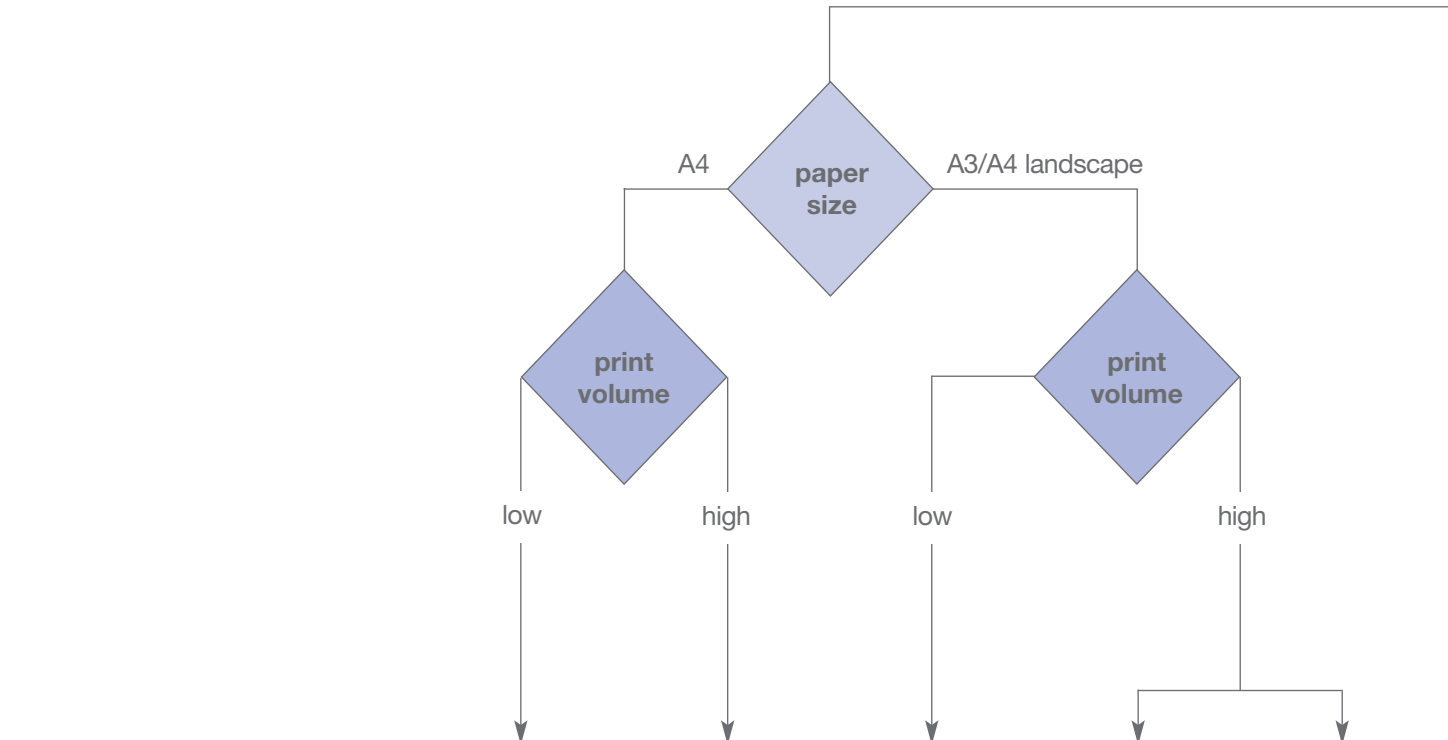 A4
paper
size
A3/A4 landscape
print
volume
print
volume
low
high
low
high